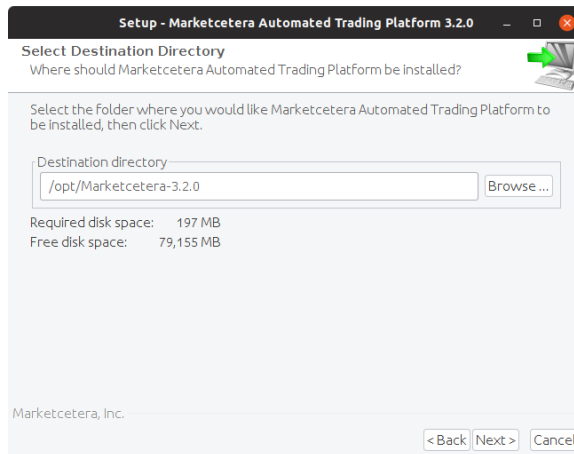 Setup - Marketcetera Automated Trading Platform 3.2.0
Select Destination Directory
Where should Marketcetera Automated Trading Platform be installed?
Select the folder where you would like Marketcetera Automated Trading Platform to
be installed, then click Next.
Destination directory
/opt/Marketcetera-3.2.0
Browse ...
Required disk space: 197 MB
Free disk space: 79,155 MB
Marketcetera, Inc.
< Back Next > Cancel